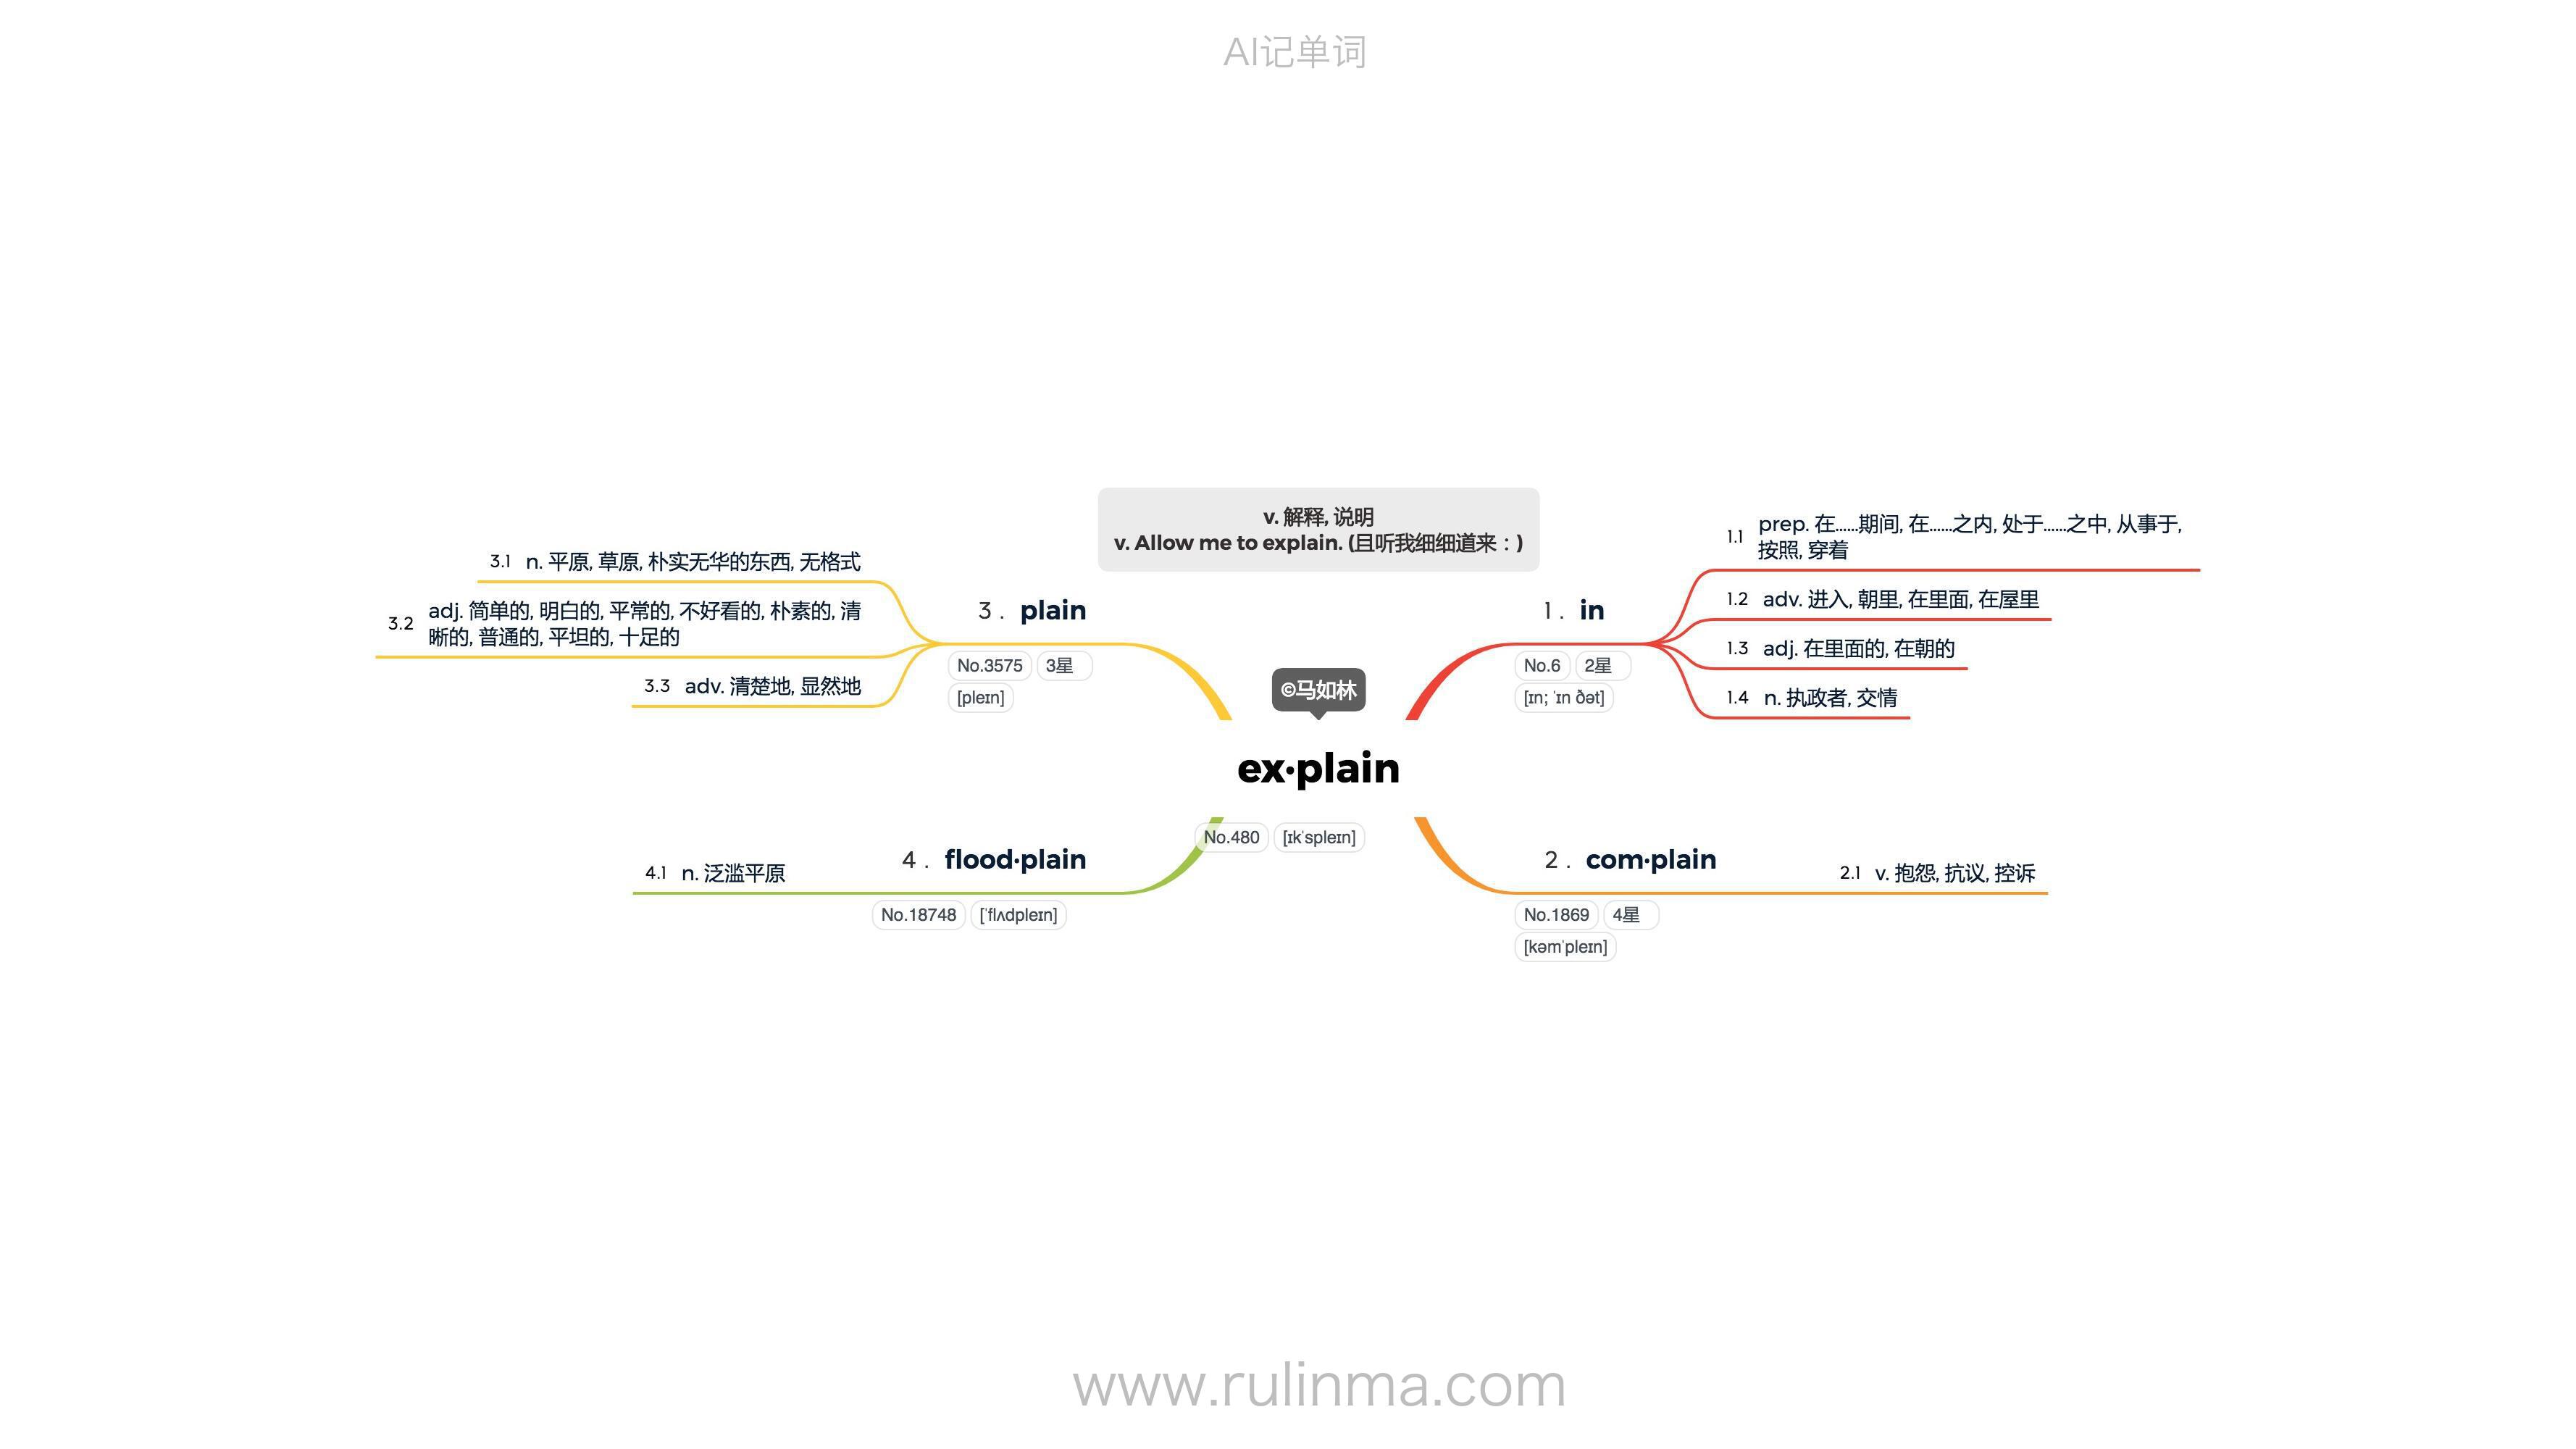 AI记单词
v. 解释, 说明
v. Allow me to explain. (且听我细细道来：)
©马如林
ex·plain
No.480 [ɪkˈspleɪn]
1. in
No.6 2星
[ɪn; ˈɪn ðət]
1.1 prep. 在……期间, 在……之内, 处于……之中, 从事于,
按照, 穿着
1.2 adv. 进入, 朝里, 在里面, 在屋里
1.3 adj. 在里面的, 在朝的
1.4 n. 执政者, 交情
2. com·plain
No.1869 4星
[kəmˈpleɪn]
2.1 v. 抱怨, 抗议, 控诉
3. plain
No.3575 3星
[pleɪn]
3.1 n. 平原, 草原, 朴实无华的东西, 无格式
3.2 adj. 简单的, 明白的, 平常的, 不好看的, 朴素的, 清
晰的, 普通的, 平坦的, 十足的
3.3 adv. 清楚地, 显然地
4. flood·plain
No.18748 [ˈflʌdpleɪn]
4.1 n. 泛滥平原
www.rulinma.com